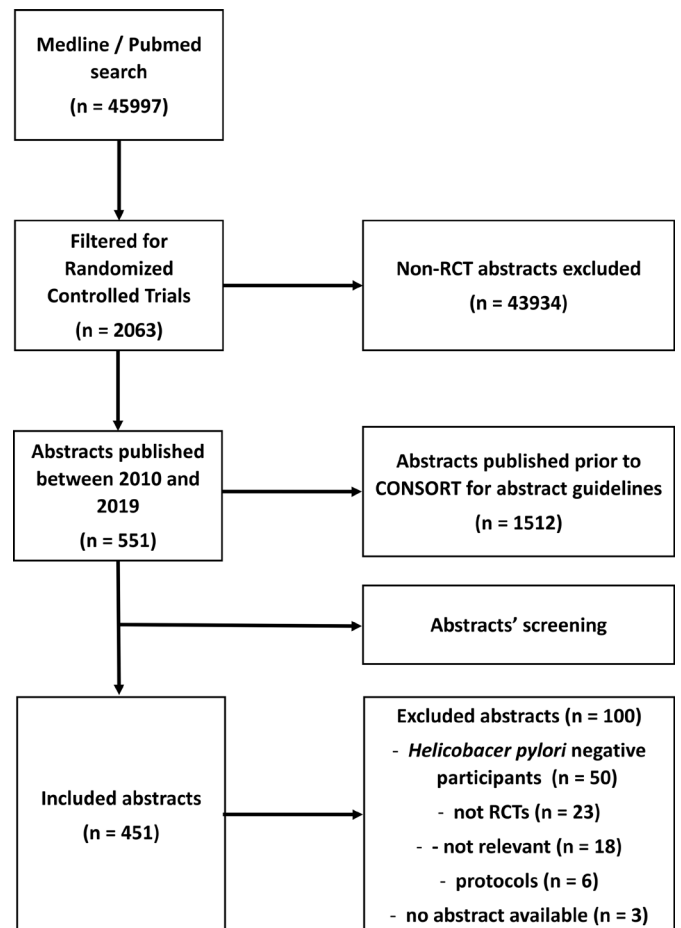 Medline / Pubmed
search
(n = 45997)
Filtered for
Randomized
Controlled Trials
(n = 2063)
Non-RCT abstracts excluded
(n = 43934)
Abstracts published
between 2010 and
2019
(n = 551)
Abstracts published prior to
CONSORT for abstract guidelines
(n = 1512)
Abstracts’ screening
Included abstracts
(n = 451)
Excluded abstracts (n = 100)
- Helicobacer pylori negative
participants (n = 50)
- not RCTs (n = 23)
- - not relevant (n = 18)
- protocols (n = 6)
- no abstract available (n = 3)